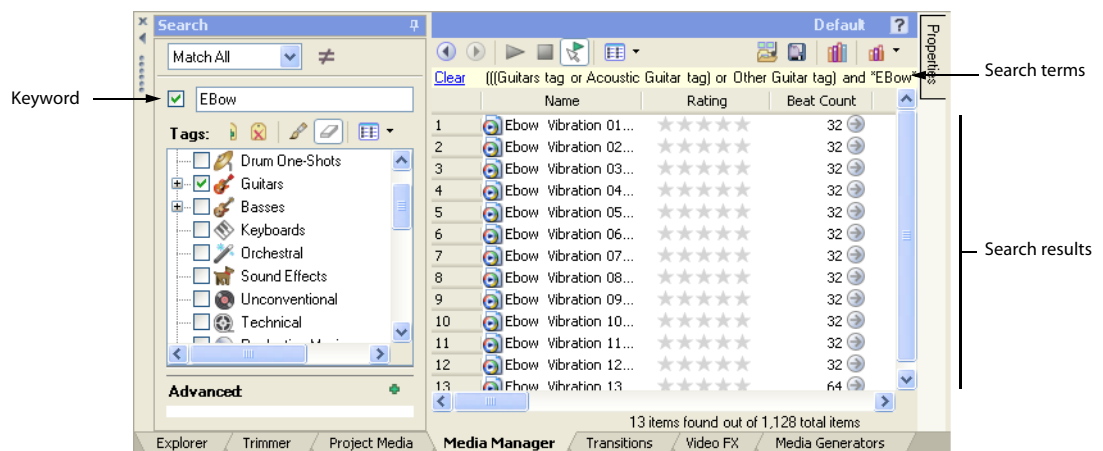 Search
Default
Properties
Match All
Clear (((Guitars tag or Acoustic Guitar tag) or Other Guitar tag) and *EBow*
Search terms
Keyword
EBow
Name Rating Beat Count
Tags:
Drum One-Shots
Guitars
Basses
Keyboards
Orchestral
Sound Effects
Unconventional
Technical
1 Ebow Vibration 01... 32
2 Ebow Vibration 02... 32
3 Ebow Vibration 03... 32
4 Ebow Vibration 04... 32
5 Ebow Vibration 05... 32
6 Ebow Vibration 06... 32
7 Ebow Vibration 07... 32
8 Ebow Vibration 08... 32
9 Ebow Vibration 09... 32
10 Ebow Vibration 10... 32
11 Ebow Vibration 11... 32
12 Ebow Vibration 12... 32
13 Ebow Vibration 13 64
Search results
Advanced:
13 items found out of 1,128 total items
Explorer Trimmer Project Media Media Manager Transitions Video FX Media Generators